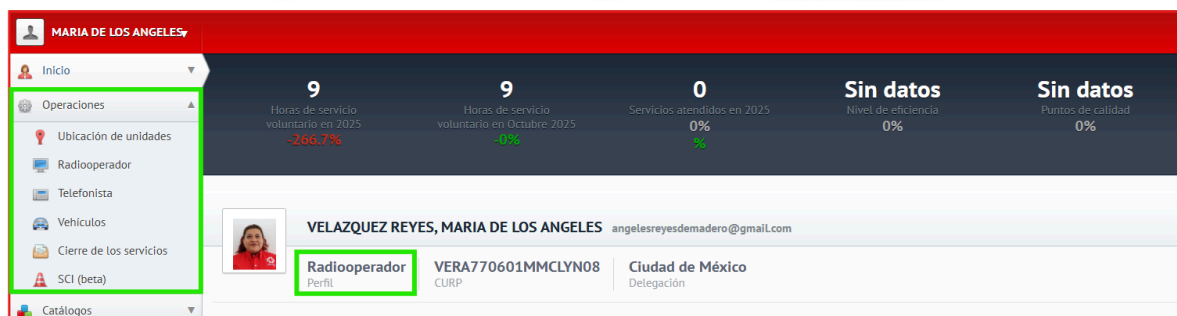 MARIA DE LOS ANGELES
Inicio
Operaciones
Ubicación de unidades
Radiooperador
Telefonista
Vehículos
Cierre de los servicios
SCI (beta)
Catálogos
9
Horas de servicio
voluntario en 2025
-266.7%
9
Horas de servicio
voluntario en Octubre 2025
-0%
0
Servicios atendidos en 2025
0%
%
Sin datos
Nivel de eficiencia
0%
Sin datos
Puntos de calidad
0%
VELAZQUEZ REYES, MARIA DE LOS ANGELES angelesreyesdemadero@gmail.com
Radiooperador
Perfil
VERA770601MMCLYN08
CURP
Ciudad de México
Delegación